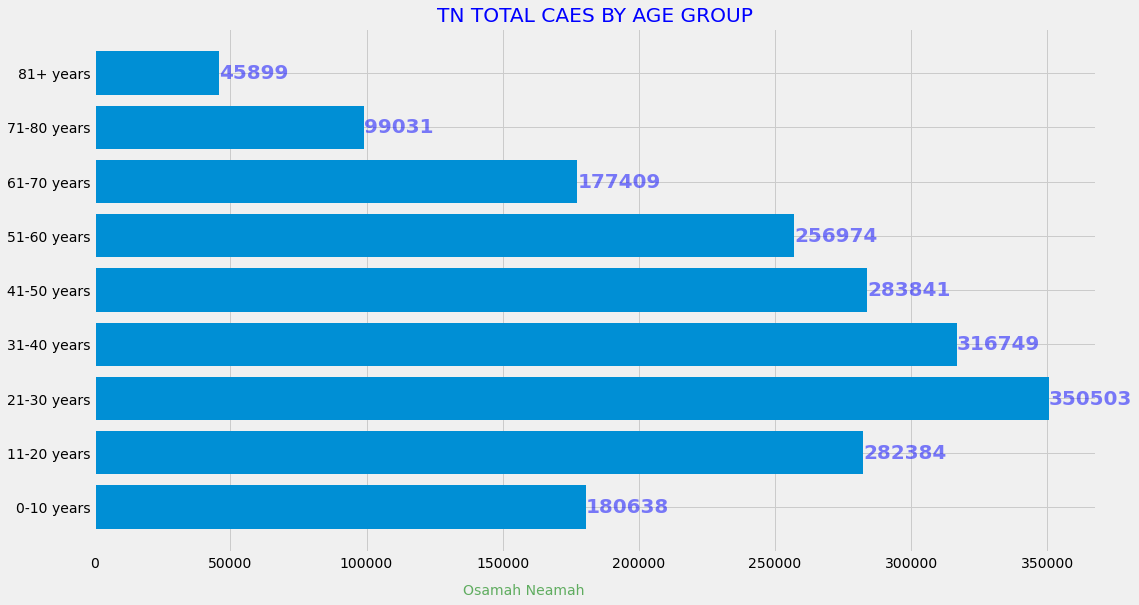 TN TOTAL CAES BY AGE GROUP
81+ years 45899
71-80 years 99031
61-70 years 177409
51-60 years 256974
41-50 years 283841
31-40 years 316749
21-30 years 350503
11-20 years 282384
0-10 years 180638
0 50000 100000 150000 200000 250000 300000 350000
Osamah Neamah